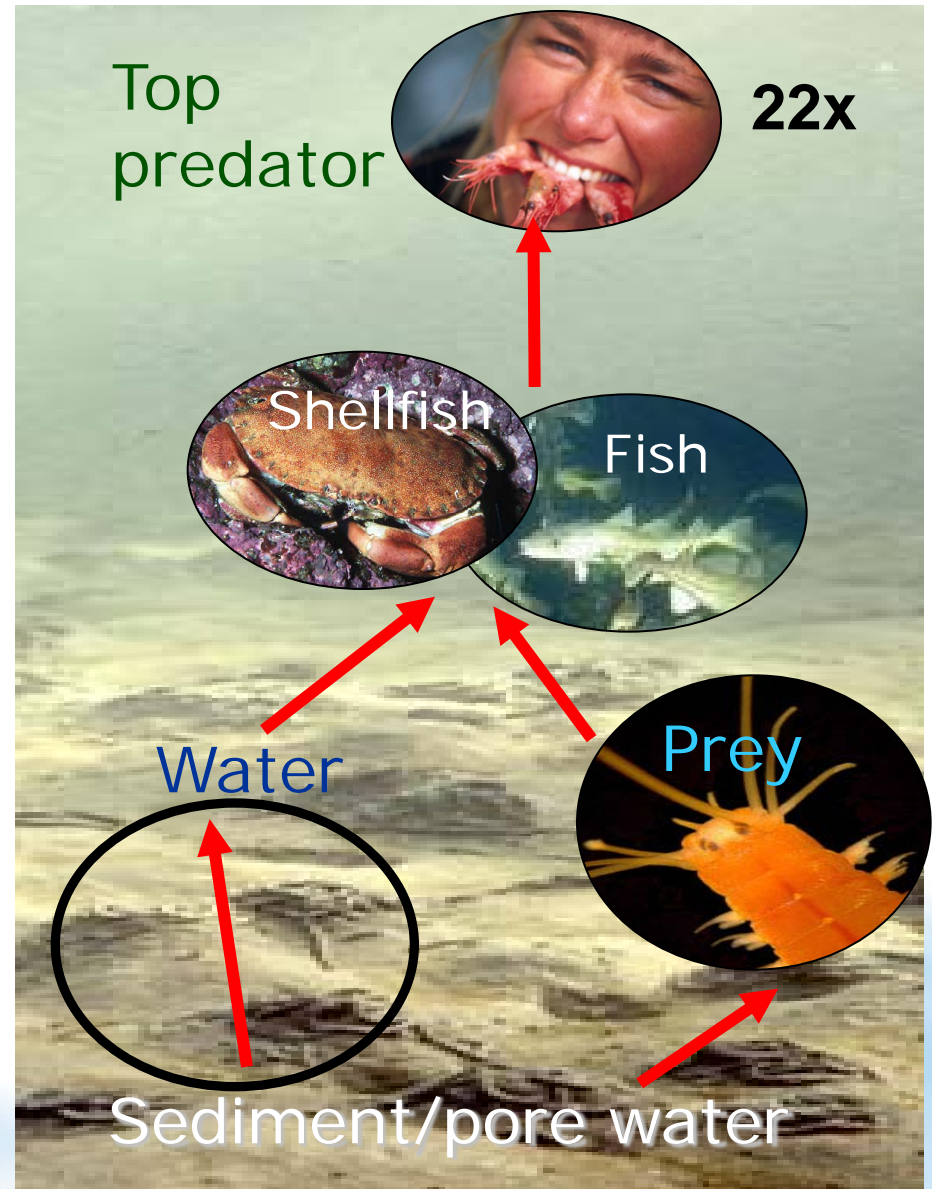 Top
predator
22x
Shellfish
Fish
Water
Prey
Sediment/pore water